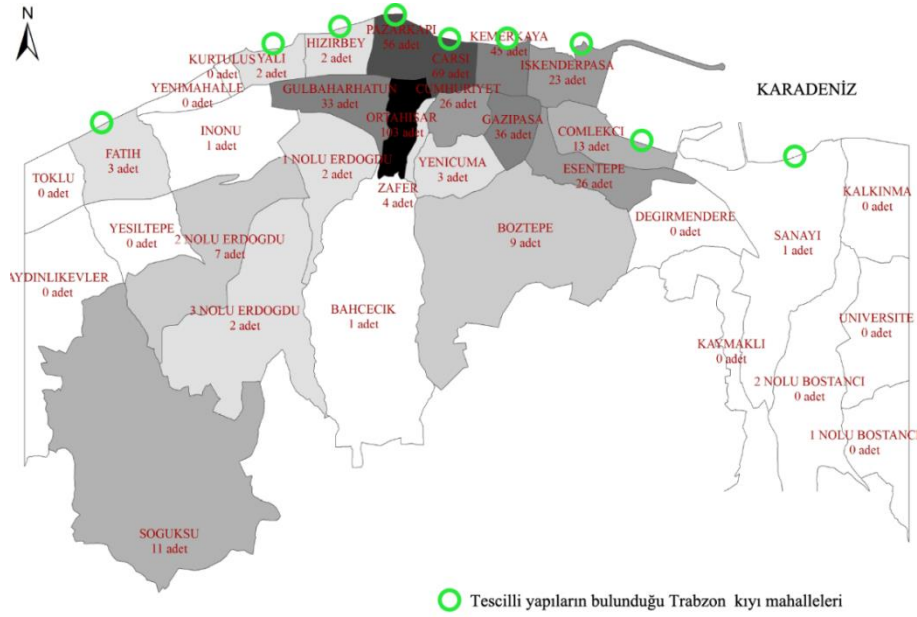 N
PAZARKAPI
56 adet
KEMERKAYA
45 adet
HIZIRBEY
2 adet
KURTULUS
0 adet
YALI
2 adet
CARSI
69 adet
ISKENDERPASA
23 adet
KARADENİZ
YENIMAHALLE
0 adet
GULBAHARHATUN
33 adet
CUMHURIYET
26 adet
ORTAHISAR
103 adet
GAZIPASA
36 adet
INONU
1 adet
COMLEKCI
13 adet
FATIH
3 adet
1 NOLU ERDOGDU
2 adet
YENICUMA
3 adet
ESENTEPE
26 adet
TOKLU
0 adet
ZAFER
4 adet
KALKINMA
0 adet
DEGIRMENDERE
0 adet
YESILTEPE
0 adet
2 NOLU ERDOGDU
7 adet
BOZTEPE
9 adet
SANAYI
1 adet
AYDINLIKEVLER
0 adet
3 NOLU ERDOGDU
2 adet
BAHCECIK
1 adet
UNIVERSITE
0 adet
KAYMAKLI
0 adet
2 NOLU BOSTANCI
0 adet
1 NOLU BOSTANCI
0 adet
SOGUKSU
11 adet
Tescilli yapıların bulunduğu Trabzon kıyı mahalleleri